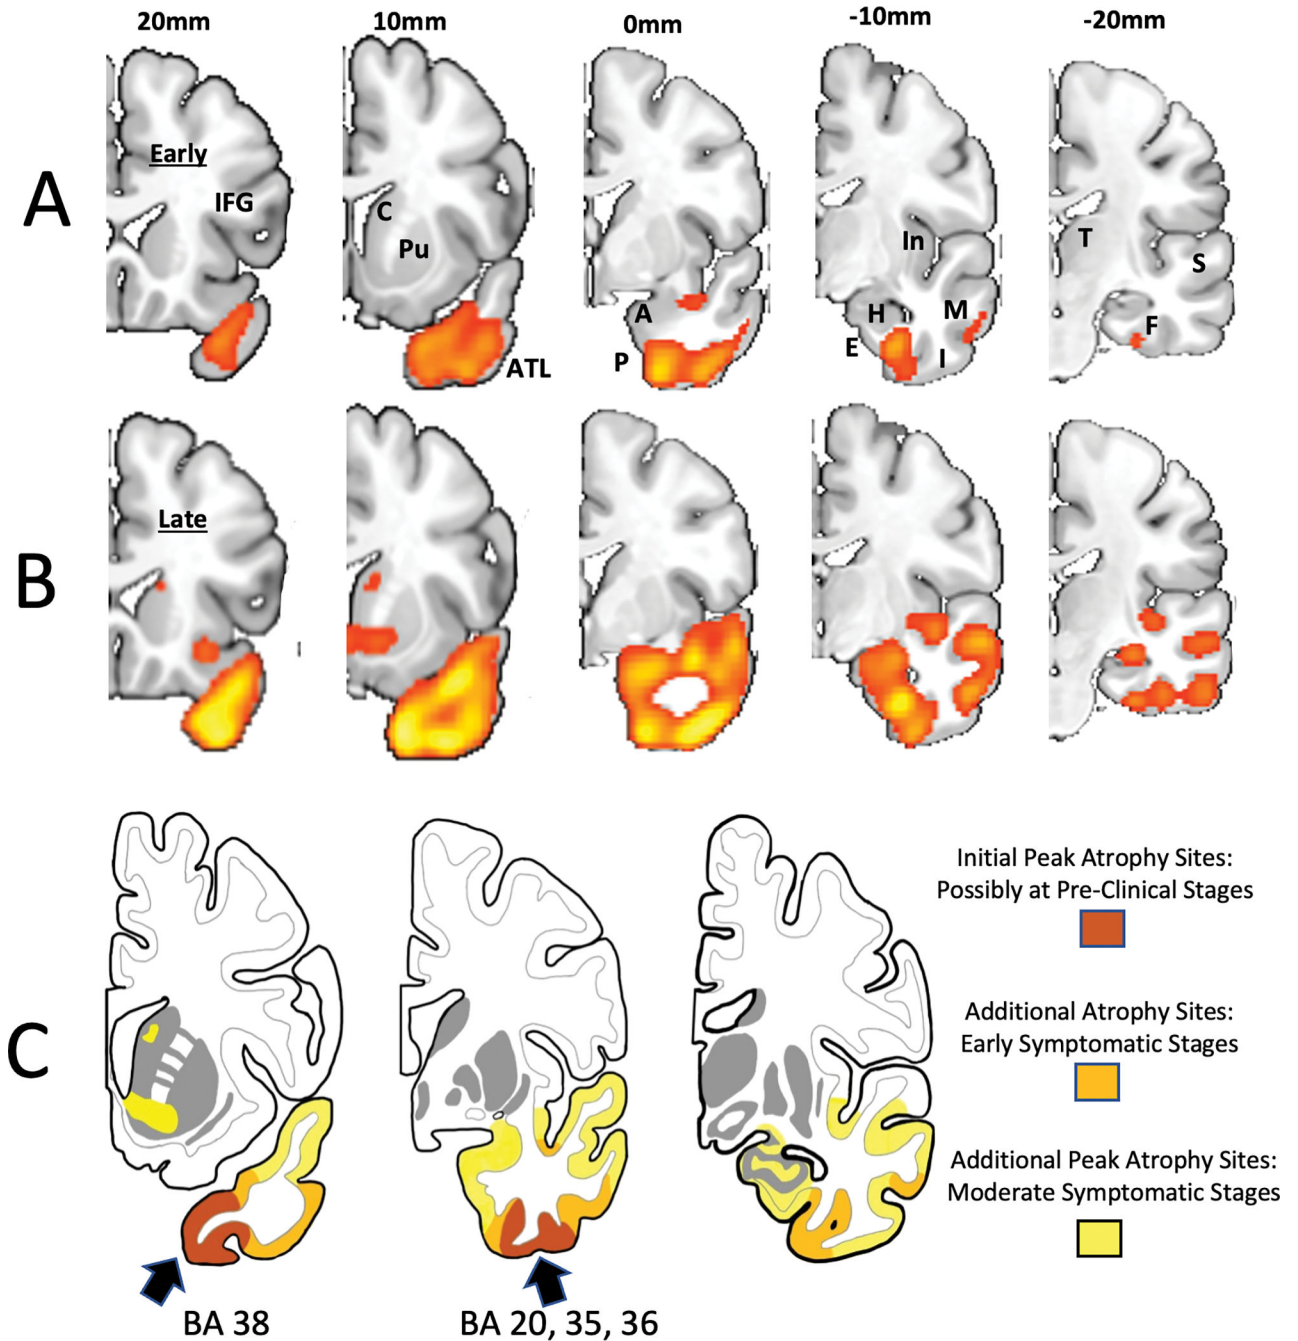 20mm 10mm 0mm -10mm -20mm
A
Early
IFG
C
Pu
ATL
A
P
In
H
M
E
I
T
S
F
B
Late
C
Initial Peak Atrophy Sites:
Possibly at Pre-Clinical Stages
Additional Atrophy Sites:
Early Symptomatic Stages
Additional Peak Atrophy Sites:
Moderate Symptomatic Stages
BA 38
BA 20, 35, 36